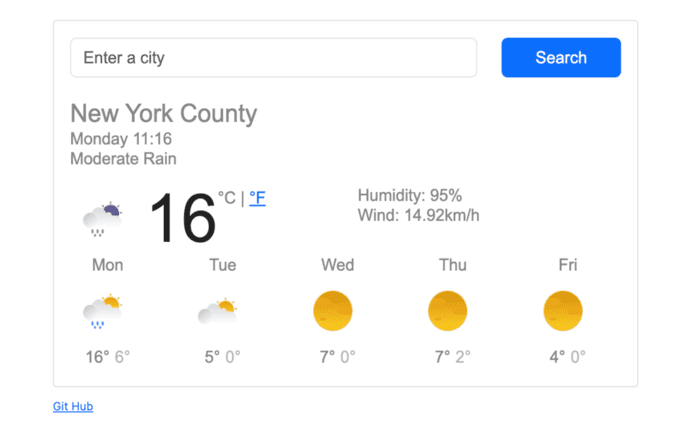 Enter a city
Search
New York County
Monday 11:16
Moderate Rain
16 °C | °F
Humidity: 95%
Wind: 14.92km/h
Mon Tue Wed Thu Fri
16° 6° 5° 0° 7° 0° 7° 2° 4° 0°
Git Hub